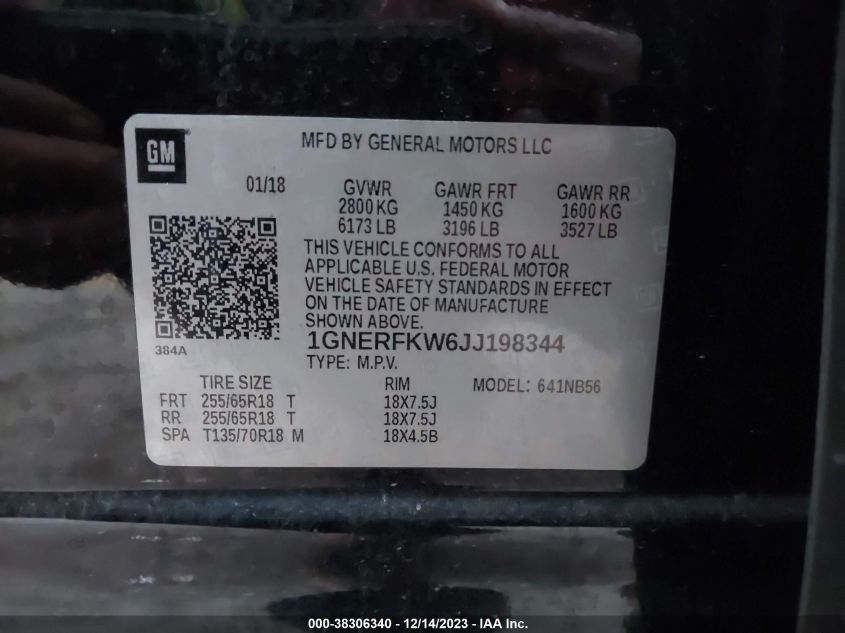 GM
MFD BY GENERAL MOTORS LLC
01/18 GVWR GAWR FRT GAWR RR
2800 KG 1450 KG 1600 KG
6173 LB 3196 LB 3527 LB
THIS VEHICLE CONFORMS TO ALL
APPLICABLE U.S. FEDERAL MOTOR
VEHICLE SAFETY STANDARDS IN EFFECT
ON THE DATE OF MANUFACTURE
SHOWN ABOVE.
384A
1GNERFKW6JJ198344
TYPE: M.P.V.
TIRE SIZE RIM MODEL: 641NB56
FRT 255/65R18 T 18X7.5J
RR 255/65R18 T 18X7.5J
SPA T135/70R18 M 18X4.5B
000-38306340 - 12/14/2023 - IAA Inc.